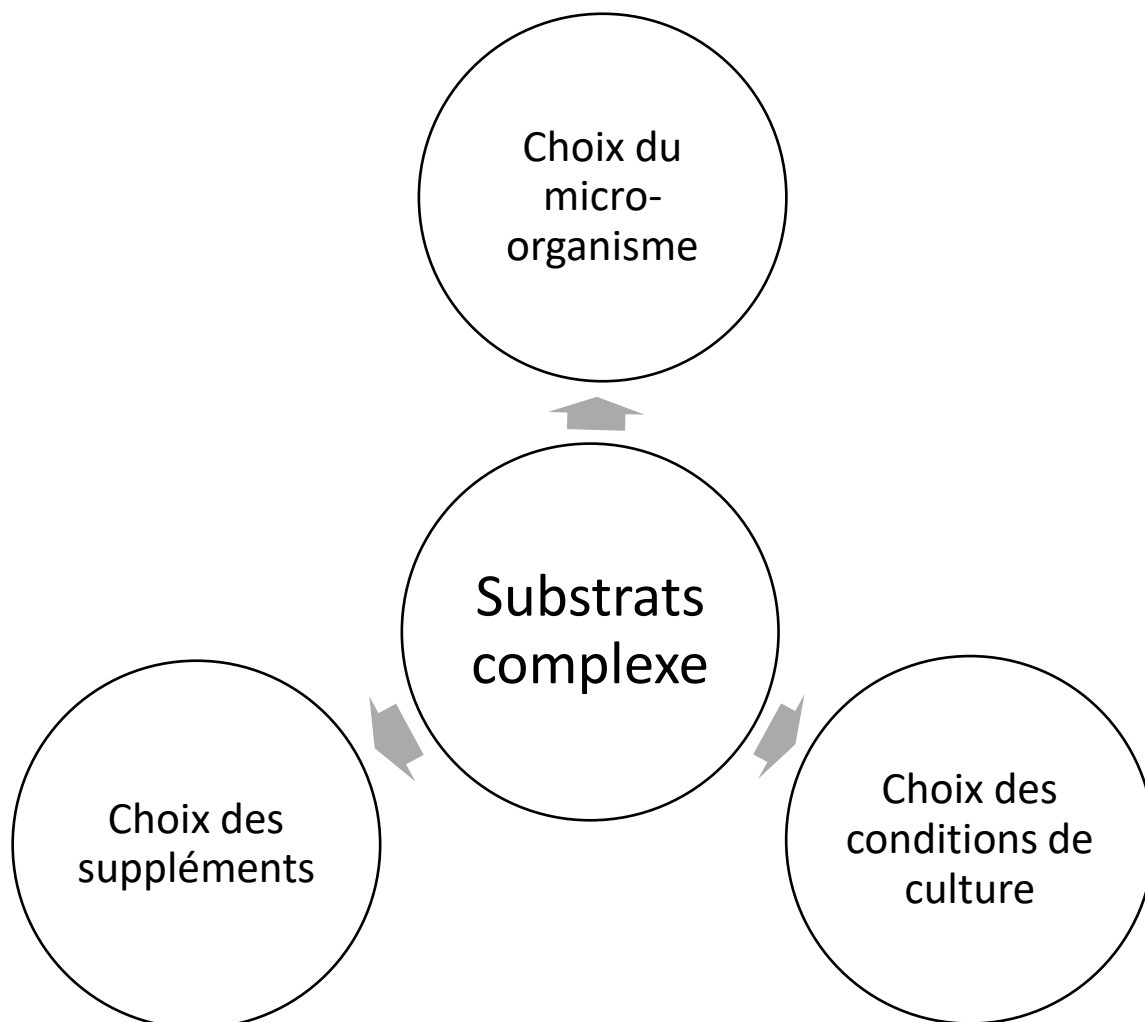 Choix du
micro-
organisme
Substrats
complexe
Choix des
suppléments
Choix des
conditions de
culture